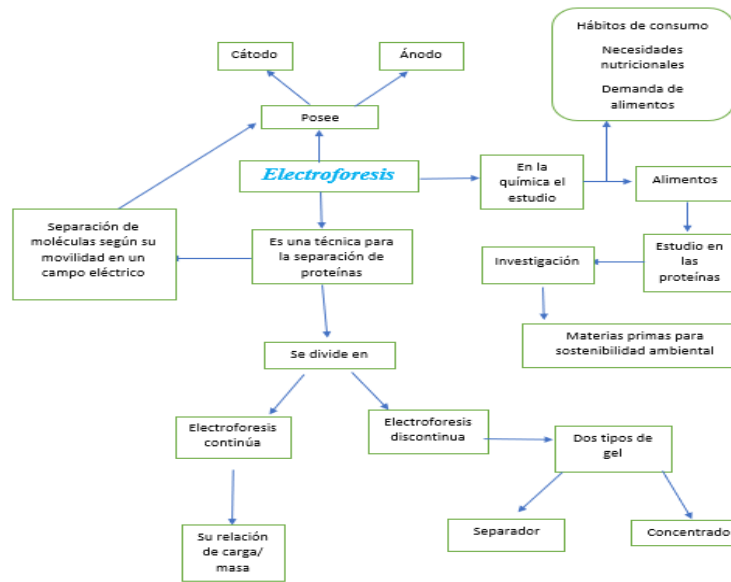 Hábitos de consumo
Necesidades
nutricionales
Demanda de
alimentos
Cátodo
Ánodo
Posee
Electroforesis
En la
química el
estudio
Alimentos
Separación de
moléculas según su
movilidad en un
campo eléctrico
Es una técnica para
la separación de
proteínas
Investigación
Estudio en
las
proteínas
Materias primas para
sostenibilidad ambiental
Se divide en
Electroforesis
continúa
Electroforesis
discontinua
Dos tipos de
gel
Su relación
de carga/
masa
Separador
Concentrado